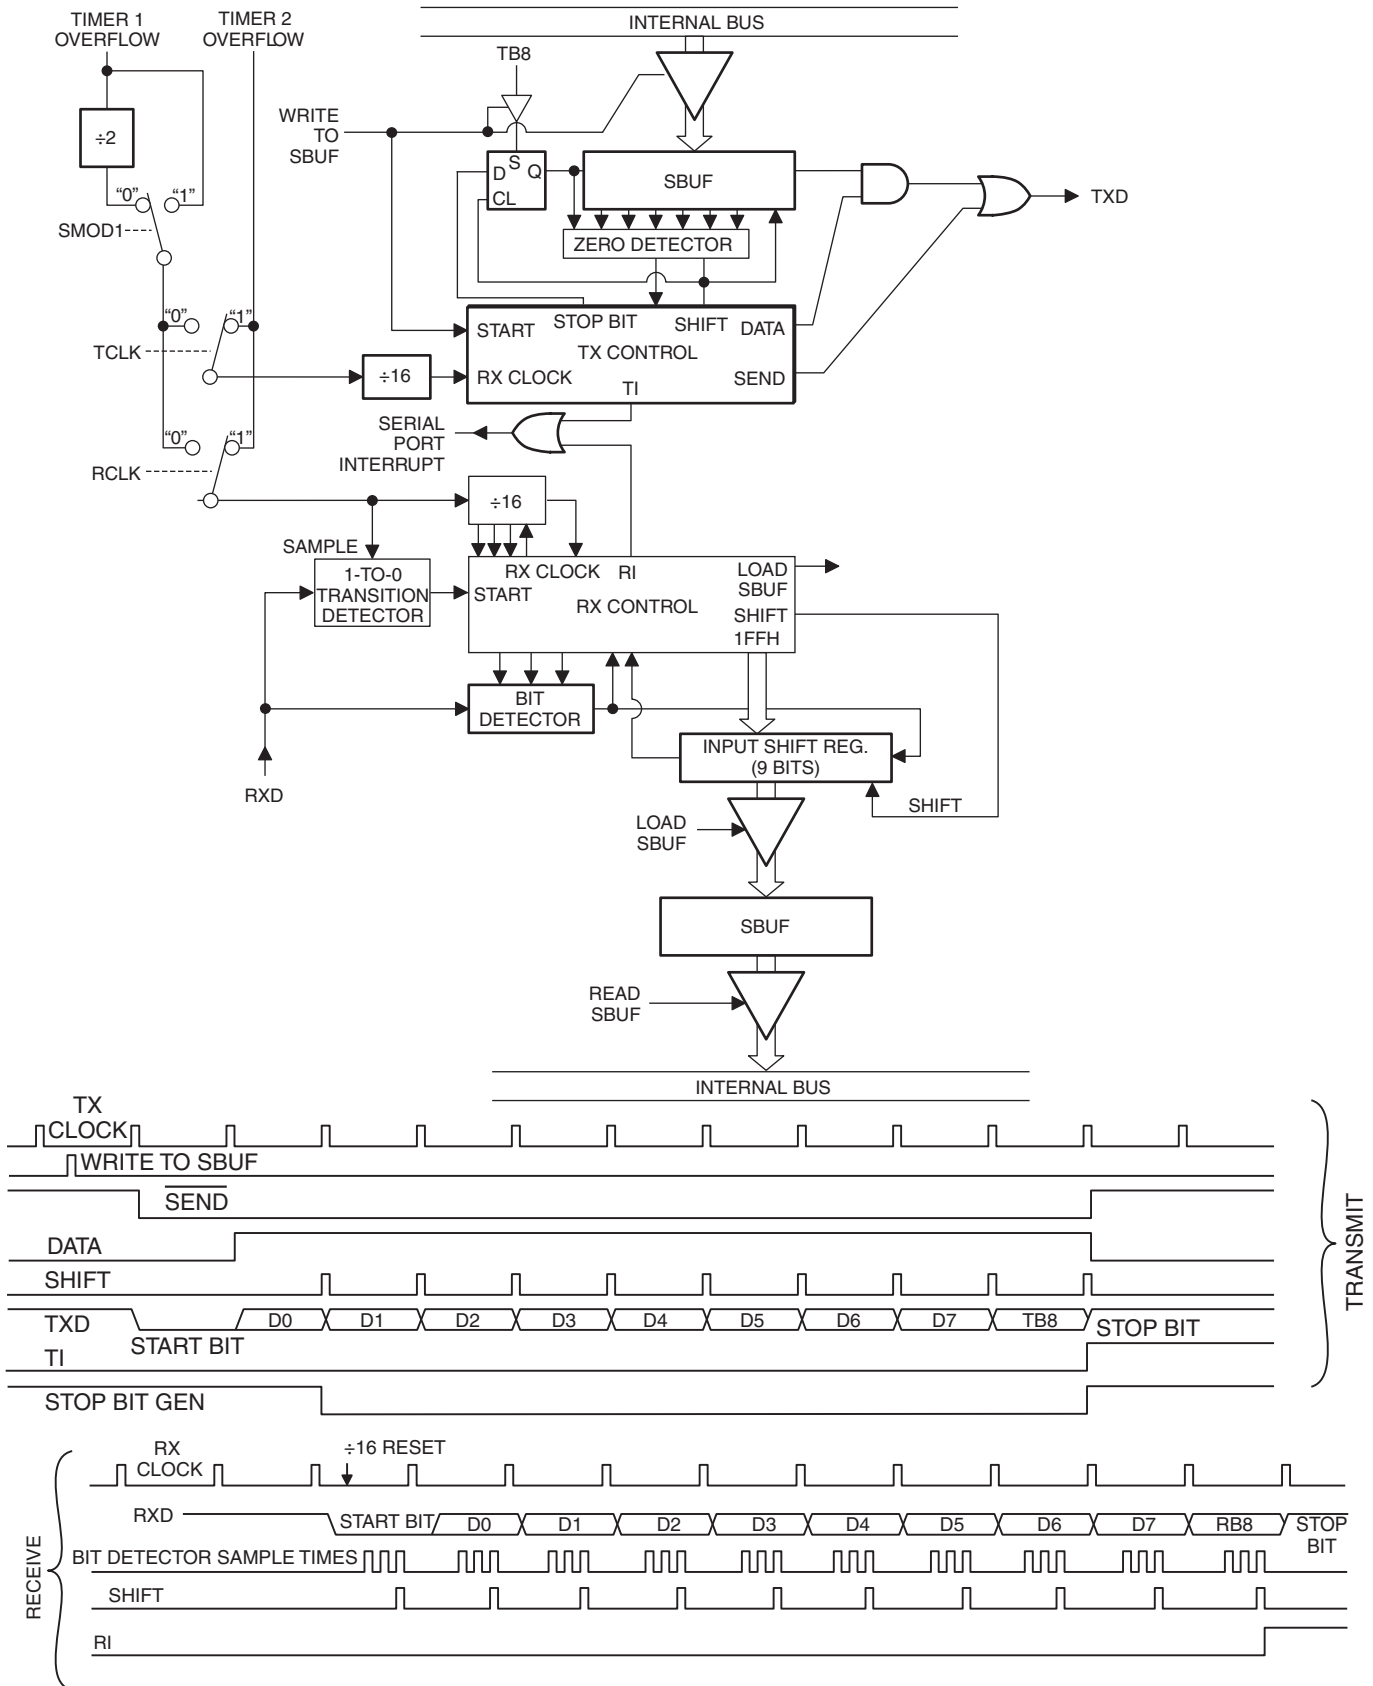 TIMER 1
OVERFLOW
TIMER 2
OVERFLOW
INTERNAL BUS
TB8
WRITE
TO
SBUF
÷2
D
S
Q
CL
SBUF
TXD
"0"
"1"
SMOD1
ZERO DETECTOR
"0"
"1"
TCLK
START
STOP BIT
SHIFT
DATA
TX CONTROL
÷16
RX CLOCK
SEND
TI
SERIAL
PORT
INTERRUPT
"0"
"1"
RCLK
÷16
SAMPLE
1-TO-0
TRANSITION
DETECTOR
RX CLOCK
RI
LOAD
SBUF
START
RX CONTROL
SHIFT
1FFH
BIT
DETECTOR
INPUT SHIFT REG.
(9 BITS)
RXD
SHIFT
LOAD
SBUF
SBUF
READ
SBUF
INTERNAL BUS
TX
CLOCK
WRITE TO SBUF
SEND
DATA
SHIFT
TXD
START BIT
D0
D1
D2
D3
D4
D5
D6
D7
TB8
STOP BIT
TI
STOP BIT GEN
TRANSMIT
RX
CLOCK
÷16 RESET
RXD
START BIT
D0
D1
D2
D3
D4
D5
D6
D7
RB8
STOP
BIT
BIT DETECTOR SAMPLE TIMES
SHIFT
RI
RECEIVE